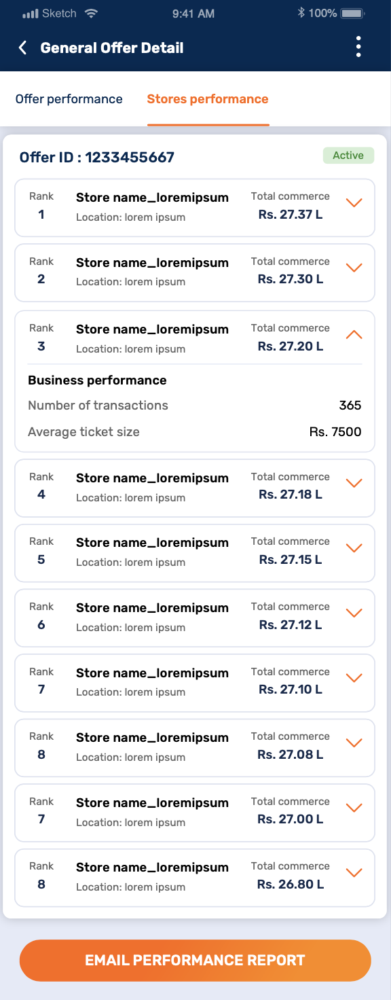 Sketch 9:41 AM 100%
General Offer Detail
Offer performance Stores performance
Offer ID : 1233455667 Active
Rank Store name_loremipsum Total commerce
1 Location: lorem ipsum Rs. 27.37 L
Rank Store name_loremipsum Total commerce
2 Location: lorem ipsum Rs. 27.30 L
Rank Store name_loremipsum Total commerce
3 Location: lorem ipsum Rs. 27.20 L
Business performance
Number of transactions 365
Average ticket size Rs. 7500
Rank Store name_loremipsum Total commerce
4 Location: lorem ipsum Rs. 27.18 L
Rank Store name_loremipsum Total commerce
5 Location: lorem ipsum Rs. 27.15 L
Rank Store name_loremipsum Total commerce
6 Location: lorem ipsum Rs. 27.12 L
Rank Store name_loremipsum Total commerce
7 Location: lorem ipsum Rs. 27.10 L
Rank Store name_loremipsum Total commerce
8 Location: lorem ipsum Rs. 27.08 L
Rank Store name_loremipsum Total commerce
7 Location: lorem ipsum Rs. 27.00 L
Rank Store name_loremipsum Total commerce
8 Location: lorem ipsum Rs. 26.80 L
EMAIL PERFORMANCE REPORT